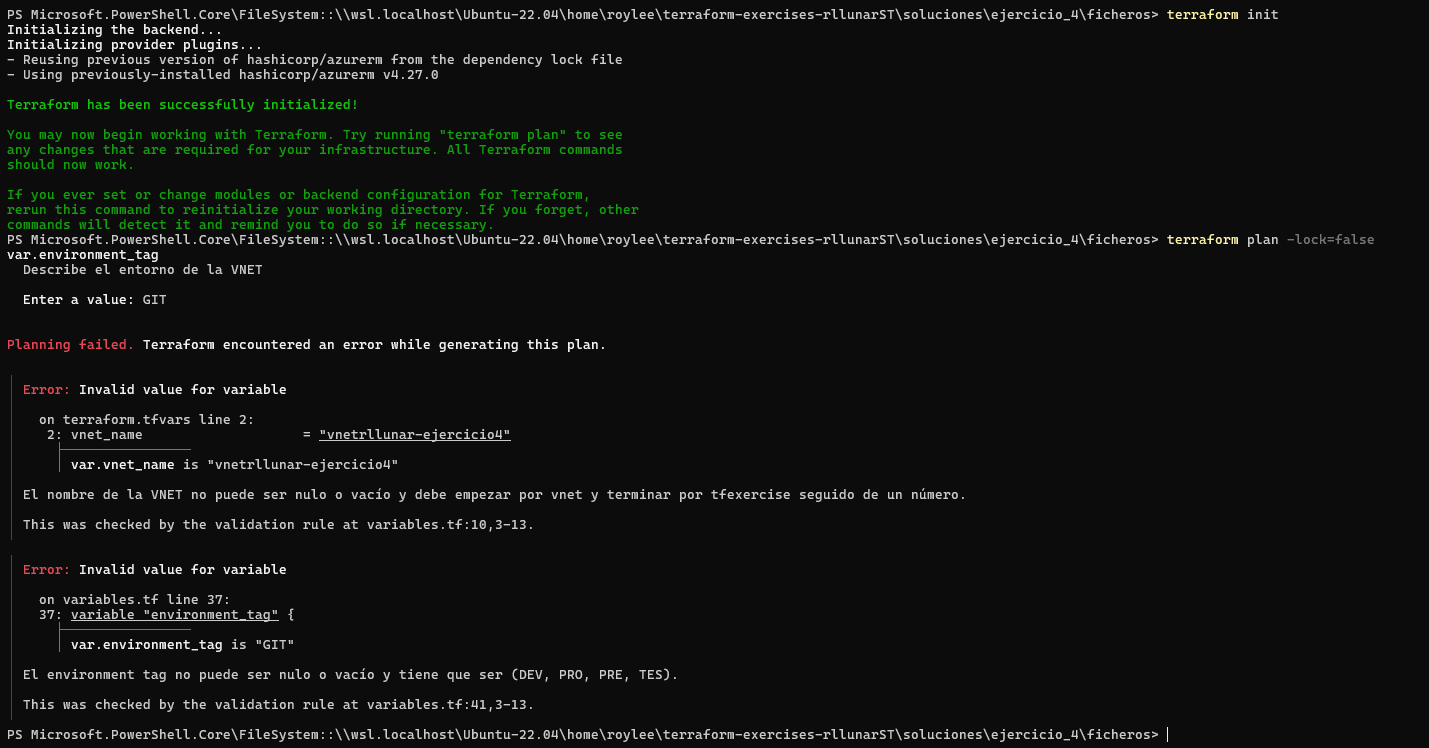 PS Microsoft.PowerShell.Core\FileSystem::\\wsl.localhost\Ubuntu-22.04\home\roylee\terraform-exercises-rllunarST\soluciones\ejercicio_4\ficheros> terraform init
Initializing the backend...
Initializing provider plugins...
- Reusing previous version of hashicorp/azurerm from the dependency lock file
- Using previously-installed hashicorp/azurerm v4.27.0
Terraform has been successfully initialized!
You may now begin working with Terraform. Try running "terraform plan" to see
any changes that are required for your infrastructure. All Terraform commands
should now work.
If you ever set or change modules or backend configuration for Terraform,
rerun this command to reinitialize your working directory. If you forget, other
commands will detect it and remind you to do so if necessary.
PS Microsoft.PowerShell.Core\FileSystem::\\wsl.localhost\Ubuntu-22.04\home\roylee\terraform-exercises-rllunarST\soluciones\ejercicio_4\ficheros> terraform plan -lock=false
var.environment_tag
  Describe el entorno de la VNET
  Enter a value: GIT
Planning failed. Terraform encountered an error while generating this plan.
Error: Invalid value for variable
  on terraform.tfvars line 2:
   2: vnet_name                    = "vnetrllunar-ejercicio4"
var.vnet_name is "vnetrllunar-ejercicio4"
El nombre de la VNET no puede ser nulo o vacío y debe empezar por vnet y terminar por tfexercise seguido de un número.
This was checked by the validation rule at variables.tf:10,3-13.
Error: Invalid value for variable
  on variables.tf line 37:
  37: variable "environment_tag" {
var.environment_tag is "GIT"
El environment tag no puede ser nulo o vacío y tiene que ser (DEV, PRO, PRE, TES).
This was checked by the validation rule at variables.tf:41,3-13.
PS Microsoft.PowerShell.Core\FileSystem::\\wsl.localhost\Ubuntu-22.04\home\roylee\terraform-exercises-rllunarST\soluciones\ejercicio_4\ficheros>